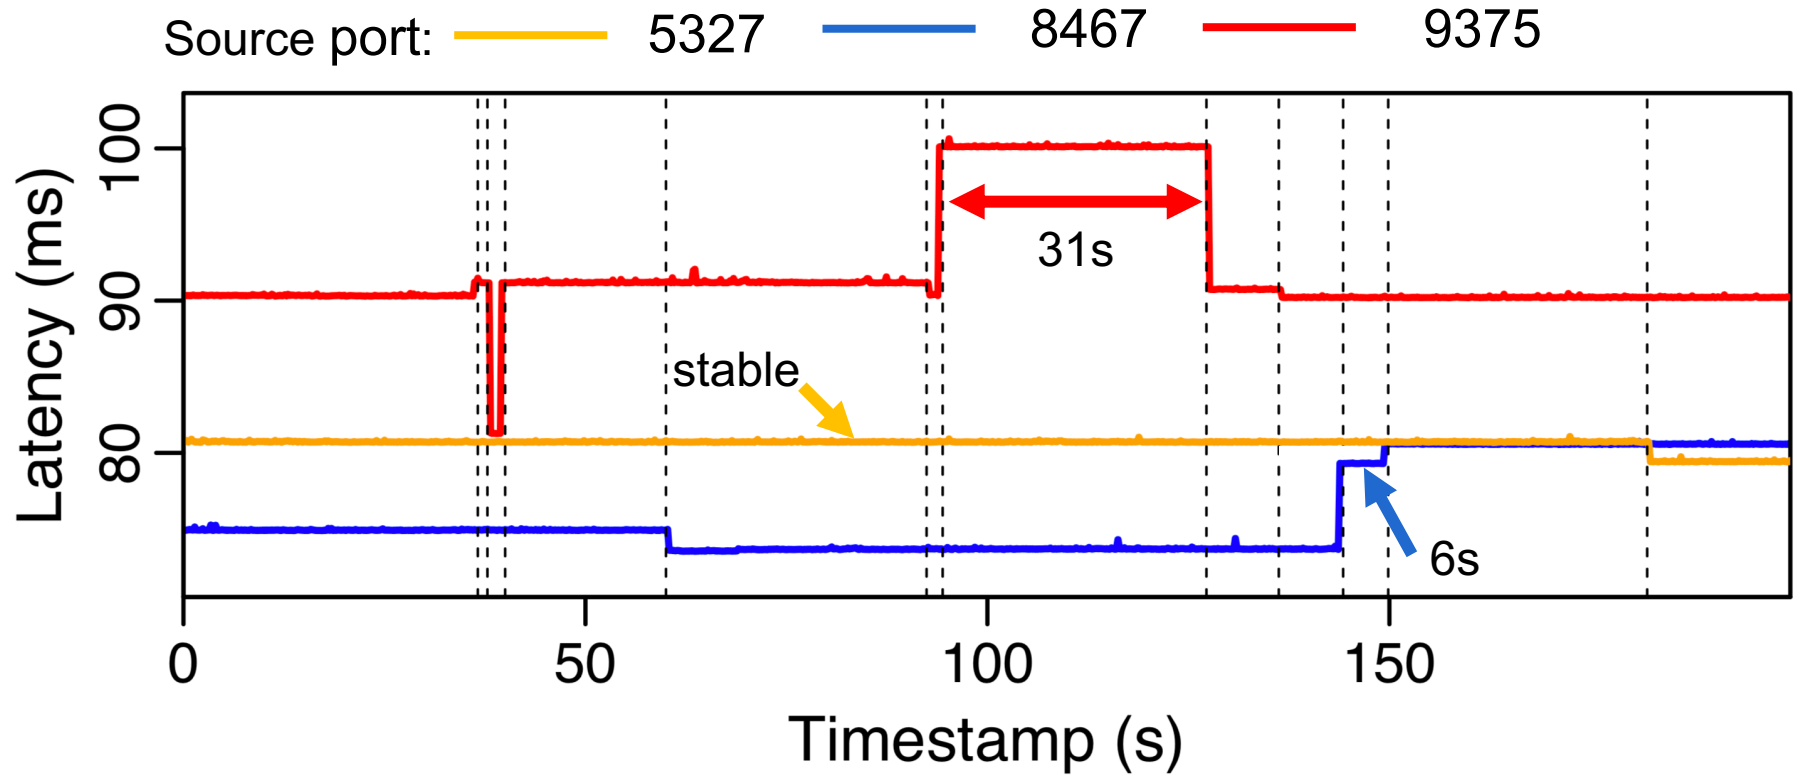 Source port: 5327 8467 9375
Latency (ms)
100
90
80
31s
stable
6s
0 50 100 150
Timestamp (s)